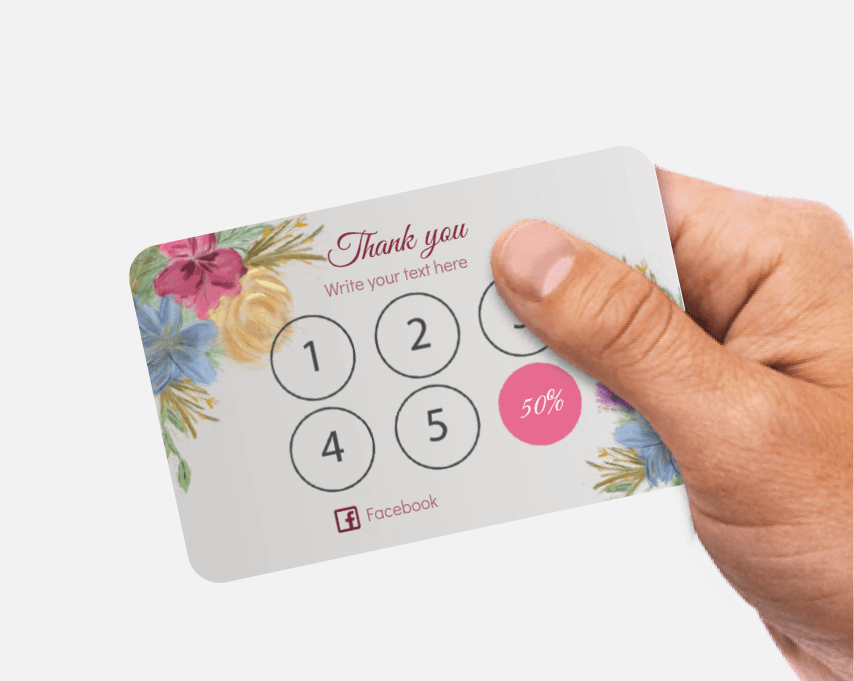 Thank you
Write your text here
1 2
4 5 50%
Facebook